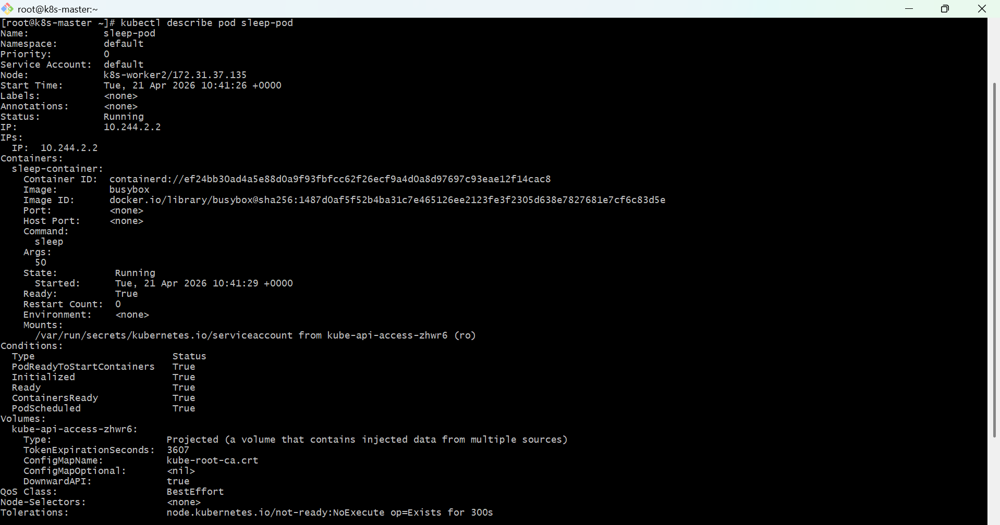 root@k8s-master:~
[root@k8s-master ~]# kubectl describe pod sleep-pod
Name:             sleep-pod
Namespace:        default
Priority:         0
Service Account:  default
Node:             k8s-worker2/172.31.37.135
Start Time:       Tue, 21 Apr 2026 10:41:26 +0000
Labels:           <none>
Annotations:      <none>
Status:           Running
IP:               10.244.2.2
IPs:
  IP:  10.244.2.2
Containers:
  sleep-container:
    Container ID:  containerd://ef24bb30ad4a5e88d0a9f93fbfcc62f26ecf9a4d0a8d97697c93eae12f14cac8
    Image:         busybox
    Image ID:      docker.io/library/busybox@sha256:1487d0af5f52b4ba31c7e465126ee2123fe3f2305d638e7827681e7cf6c83d5e
    Port:          <none>
    Host Port:     <none>
    Command:
      sleep
    Args:
      50
    State:          Running
      Started:      Tue, 21 Apr 2026 10:41:29 +0000
    Ready:          True
    Restart Count:  0
    Environment:    <none>
    Mounts:
      /var/run/secrets/kubernetes.io/serviceaccount from kube-api-access-zhwr6 (ro)
Conditions:
  Type                        Status
  PodReadyToStartContainers   True
  Initialized                 True
  Ready                       True
  ContainersReady             True
  PodScheduled                True
Volumes:
  kube-api-access-zhwr6:
    Type:                    Projected (a volume that contains injected data from multiple sources)
    TokenExpirationSeconds:  3607
    ConfigMapName:           kube-root-ca.crt
    ConfigMapOptional:       <nil>
    DownwardAPI:             true
QoS Class:                   BestEffort
Node-Selectors:              <none>
Tolerations:                 node.kubernetes.io/not-ready:NoExecute op=Exists for 300s